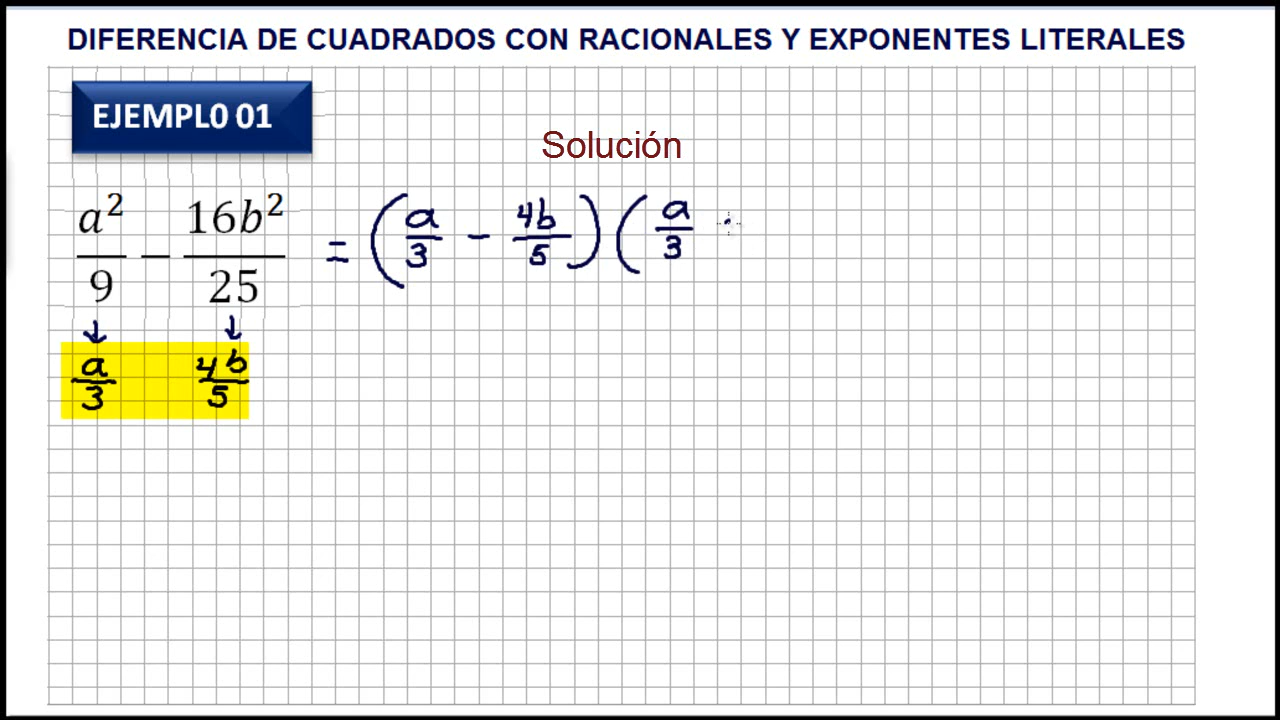 DIFERENCIA DE CUADRADOS CON RACIONALES Y EXPONENTES LITERALES
EJEMPL0 01
Solución
a²/9 − 16b²/25 = (a/3 − 4b/5)(a/3
↓ ↓
a/3 4b/5